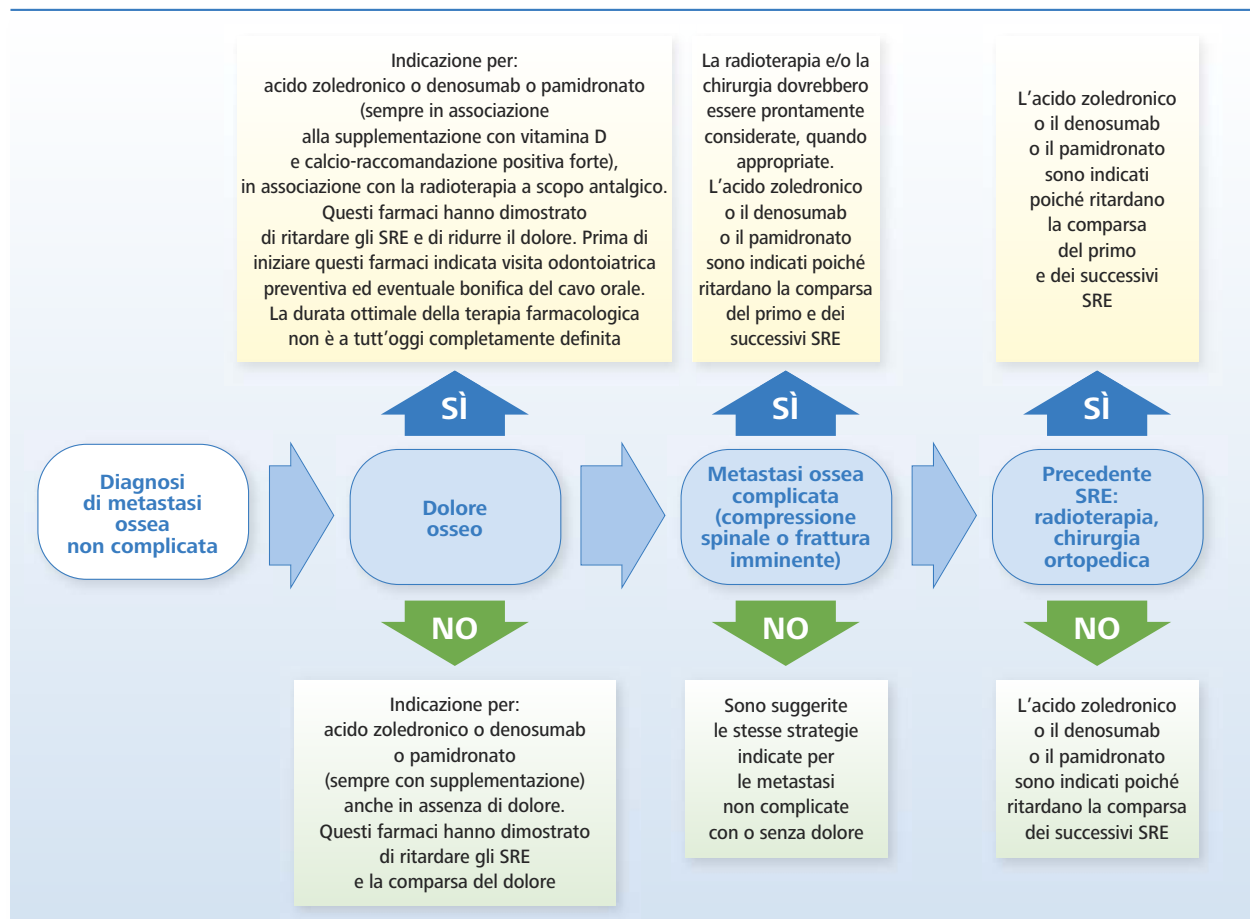 Indicazione per:
acido zoledronico o denosumab o pamidronato
(sempre in associazione
alla supplementazione con vitamina D
e calcio-raccomandazione positiva forte),
in associazione con la radioterapia a scopo antalgico.
Questi farmaci hanno dimostrato
di ritardare gli SRE e di ridurre il dolore. Prima di
iniziare questi farmaci indicata visita odontoiatrica
preventiva ed eventuale bonifica del cavo orale.
La durata ottimale della terapia farmacologica
non è a tutt'oggi completamente definita
La radioterapia e/o la
chirurgia dovrebbero
essere prontamente
considerate, quando
appropriate.
L'acido zoledronico
o il denosumab
o il pamidronato
sono indicati poiché
ritardano la comparsa
del primo e dei
successivi SRE
L'acido zoledronico
o il denosumab
o il pamidronato
sono indicati
poiché ritardano
la comparsa
del primo
e dei successivi
SRE
SÌ
SÌ
SÌ
Diagnosi
di metastasi
ossea
non complicata
Dolore
osseo
Metastasi ossea
complicata
(compressione
spinale o frattura
imminente)
Precedente
SRE:
radioterapia,
chirurgia
ortopedica
NO
NO
NO
Indicazione per:
acido zoledronico o denosumab
o pamidronato
(sempre con supplementazione)
anche in assenza di dolore.
Questi farmaci hanno dimostrato
di ritardare gli SRE
e la comparsa del dolore
Sono suggerite
le stesse strategie
indicate per
le metastasi
non complicate
con o senza dolore
L'acido zoledronico
o il denosumab
o il pamidronato
sono indicati poiché
ritardano la comparsa
dei successivi SRE